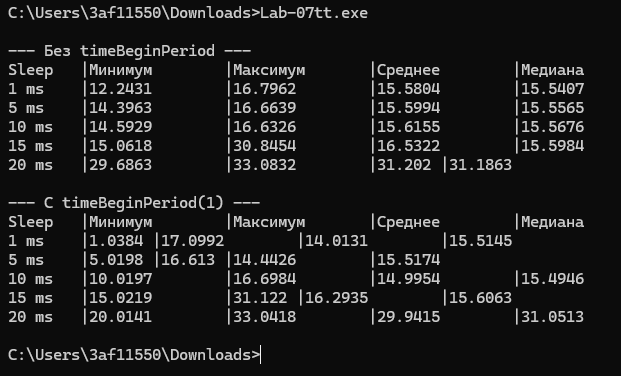 C:\Users\3af11550\Downloads>Lab-07tt.exe
--- Без timeBeginPeriod ---
Sleep |Минимум |Максимум |Среднее |Медиана
1 ms |12.2431 |16.7962 |15.5804 |15.5407
5 ms |14.3963 |16.6639 |15.5994 |15.5565
10 ms |14.5929 |16.6326 |15.6155 |15.5676
15 ms |15.0618 |30.8454 |16.5322 |15.5984
20 ms |29.6863 |33.0832 |31.202 |31.1863
--- С timeBeginPeriod(1) ---
Sleep |Минимум |Максимум |Среднее |Медиана
1 ms |1.0384 |17.0992 |14.0131 |15.5145
5 ms |5.0198 |16.613 |14.4426 |15.5174
10 ms |10.0197 |16.6984 |14.9954 |15.4946
15 ms |15.0219 |31.122 |16.2935 |15.6063
20 ms |20.0141 |33.0418 |29.9415 |31.0513
C:\Users\3af11550\Downloads>